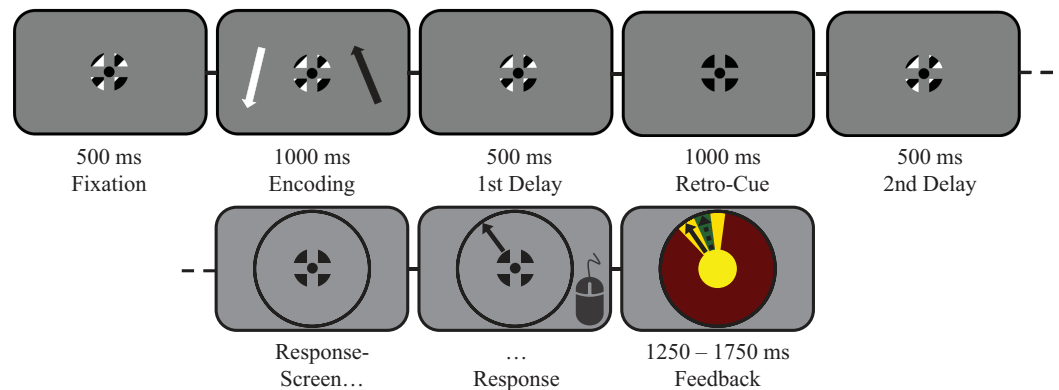 500 ms
Fixation
1000 ms
Encoding
500 ms
1st Delay
1000 ms
Retro-Cue
500 ms
2nd Delay
Response-
Screen…
…
Response
1250 – 1750 ms
Feedback